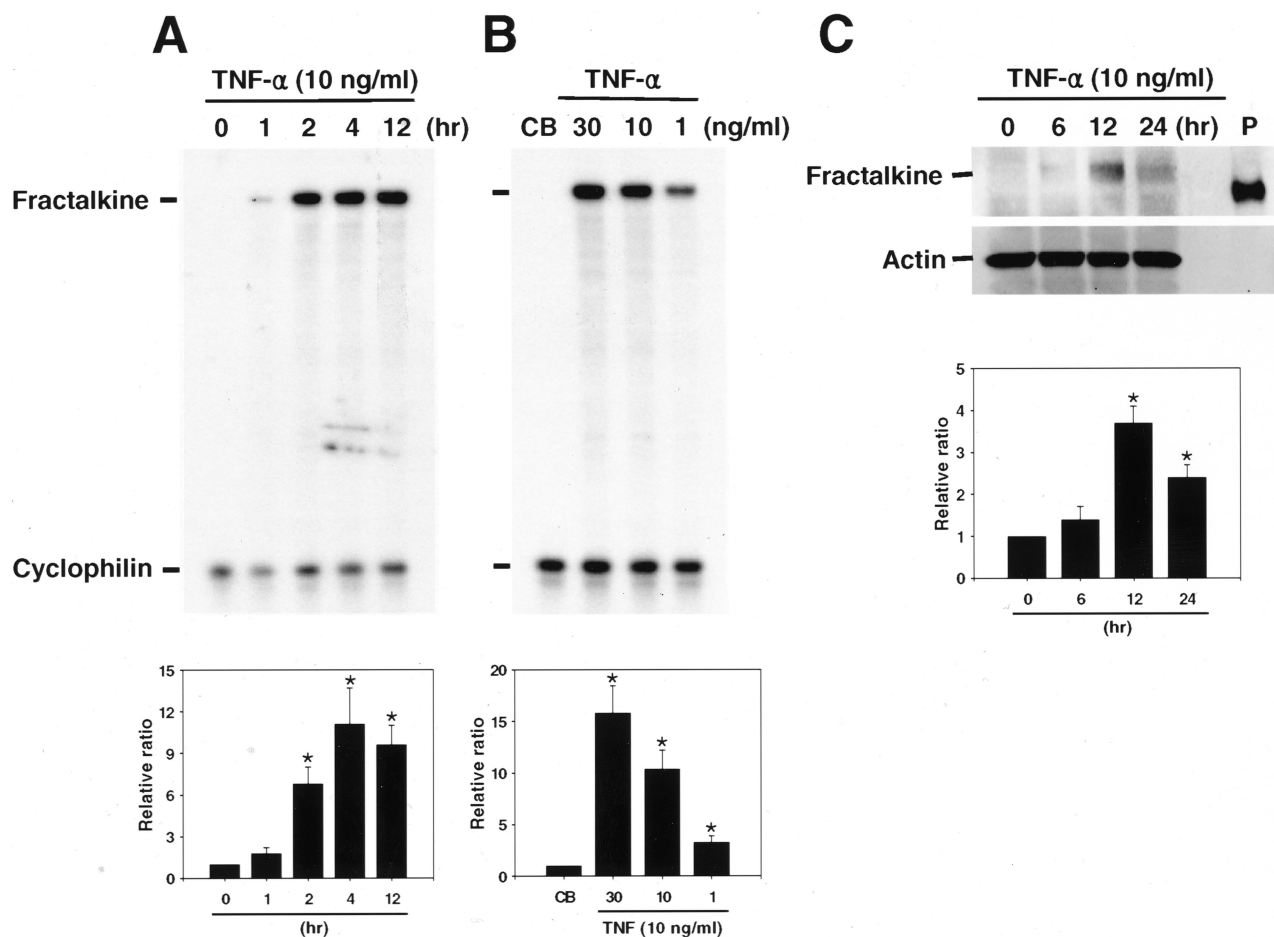 A
TNF-α (10 ng/ml)
0 1 2 4 12 (hr)
Fractalkine
Cyclophilin
15
12
9
6
3
0
Relative ratio
* * *
0 1 2 4 12
(hr)
B
TNF-α
CB 30 10 1 (ng/ml)
20
15
10
5
0
Relative ratio
* * *
CB 30 10 1
TNF (10 ng/ml)
C
TNF-α (10 ng/ml)
0 6 12 24 (hr) P
Fractalkine
Actin
5
4
3
2
1
0
Relative ratio
* *
0 6 12 24
(hr)